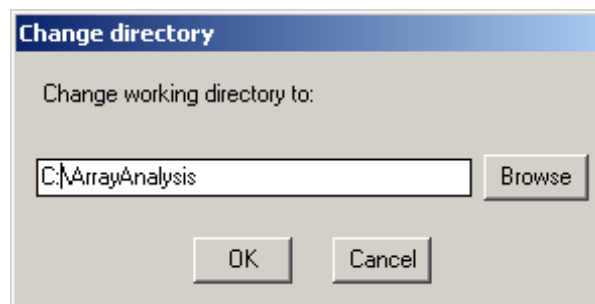 Change directory
Change working directory to:
C:\ArrayAnalysis
Browse
OK
Cancel